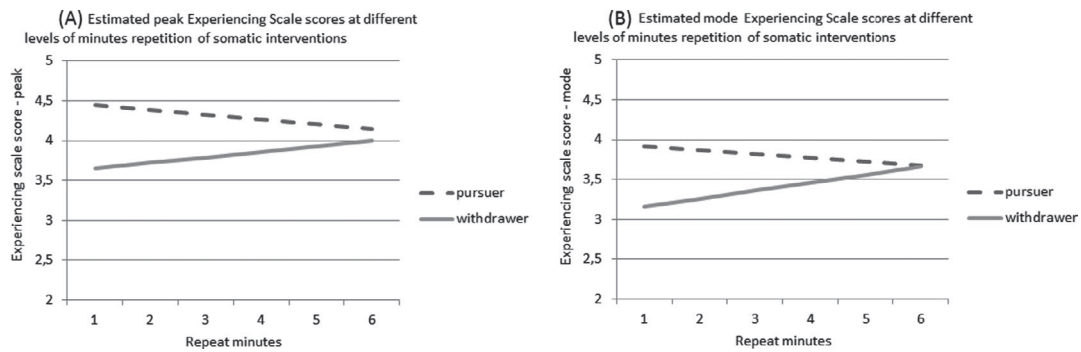 (A) Estimated peak Experiencing Scale scores at different
levels of minutes repetition of somatic interventions
Experiencing scale score - peak
5
4,5
4
3,5
3
2,5
2
1 2 3 4 5 6
Repeat minutes
pursuer
withdrawer
(B) Estimated mode Experiencing Scale scores at different
levels of minutes repetition of somatic interventions
Experiencing scale score - mode
5
4,5
4
3,5
3
2,5
2
1 2 3 4 5 6
Repeat minutes
pursuer
withdrawer